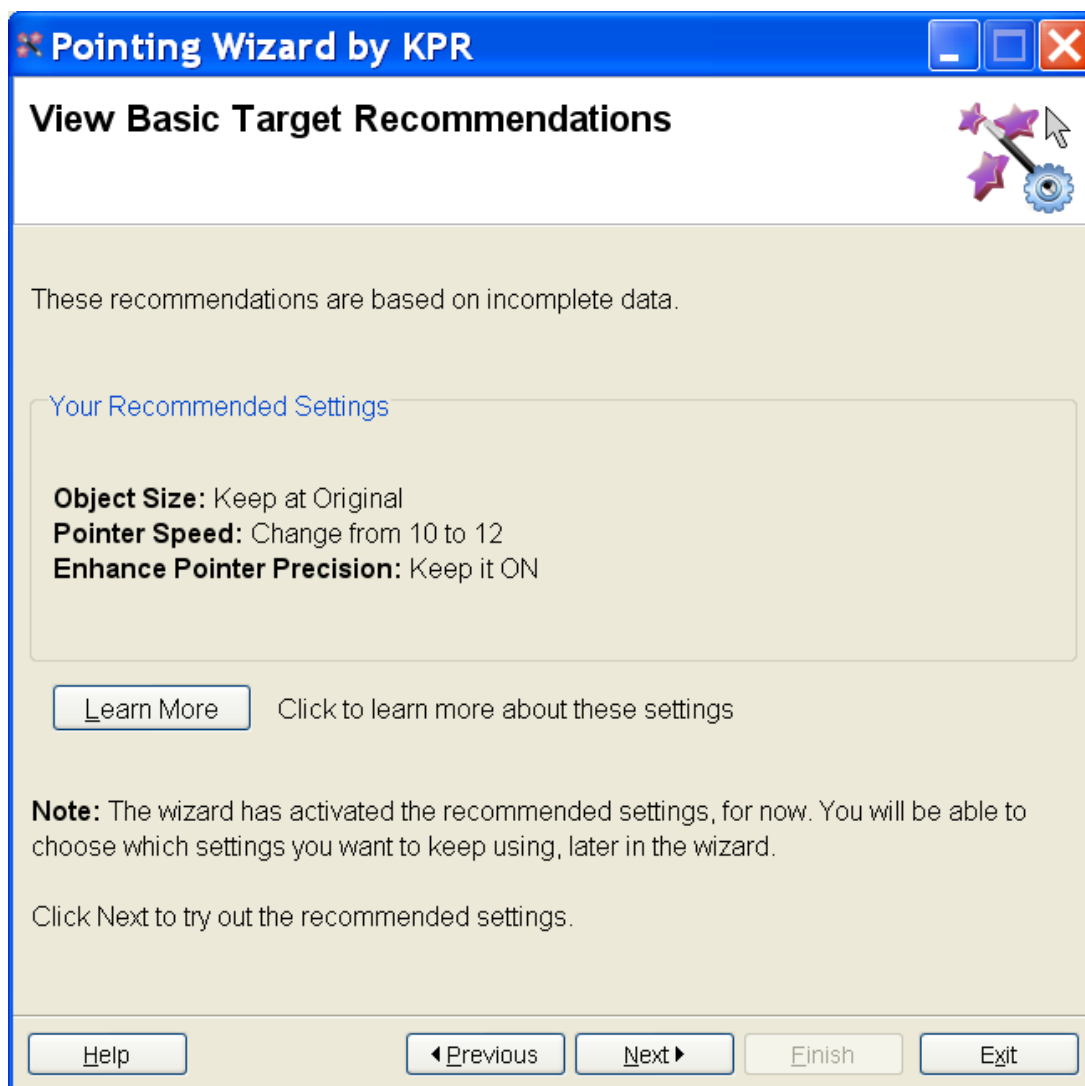 Pointing Wizard by KPR
View Basic Target Recommendations
These recommendations are based on incomplete data.
Your Recommended Settings
Object Size: Keep at Original
Pointer Speed: Change from 10 to 12
Enhance Pointer Precision: Keep it ON
Learn More Click to learn more about these settings
Note: The wizard has activated the recommended settings, for now. You will be able to
choose which settings you want to keep using, later in the wizard.
Click Next to try out the recommended settings.
Help Previous Next Finish Exit